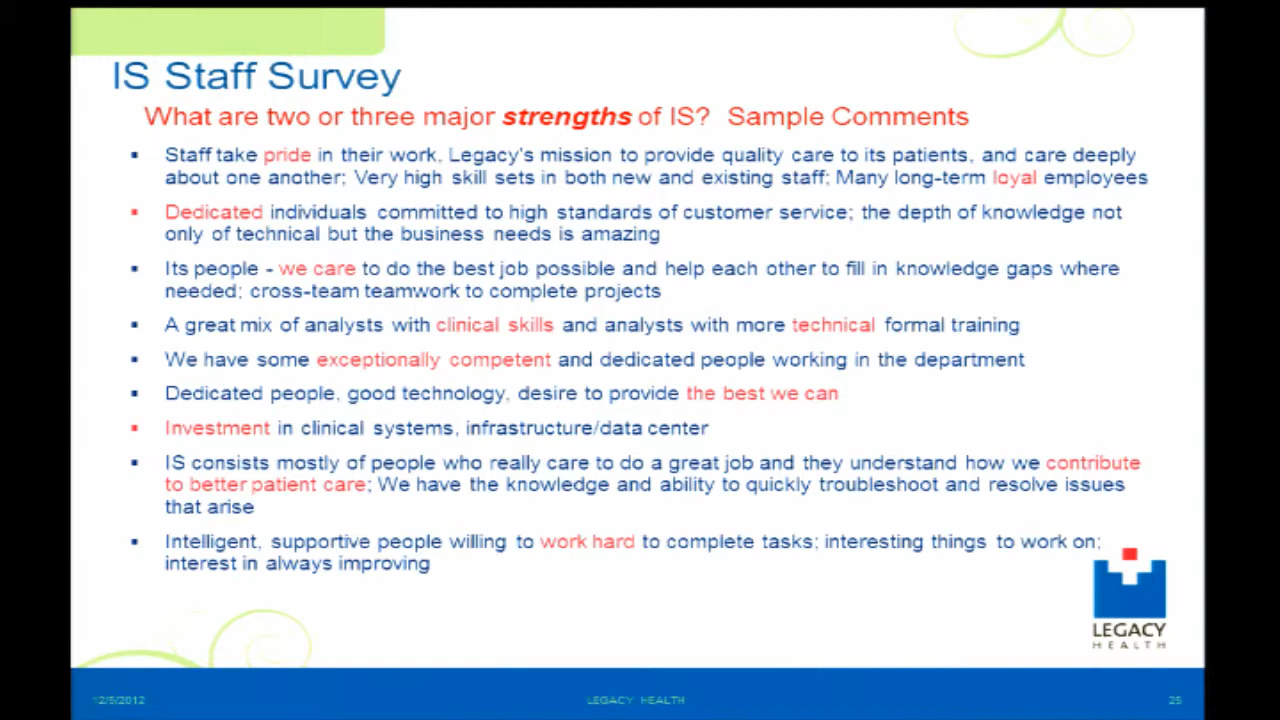 IS Staff Survey
What are two or three major strengths of IS? Sample Comments
▪ Staff take pride in their work, Legacy's mission to provide quality care to its patients, and care deeply
about one another; Very high skill sets in both new and existing staff; Many long-term loyal employees
▪ Dedicated individuals committed to high standards of customer service; the depth of knowledge not
only of technical but the business needs is amazing
▪ Its people - we care to do the best job possible and help each other to fill in knowledge gaps where
needed; cross-team teamwork to complete projects
▪ A great mix of analysts with clinical skills and analysts with more technical formal training
▪ We have some exceptionally competent and dedicated people working in the department
▪ Dedicated people, good technology, desire to provide the best we can
▪ Investment in clinical systems, infrastructure/data center
▪ IS consists mostly of people who really care to do a great job and they understand how we contribute
to better patient care; We have the knowledge and ability to quickly troubleshoot and resolve issues
that arise
▪ Intelligent, supportive people willing to work hard to complete tasks; interesting things to work on;
interest in always improving
LEGACY
HEALTH
12/5/2012 LEGACY HEALTH 25